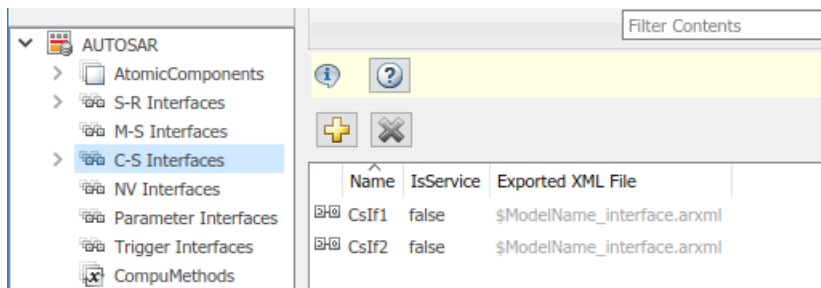 Filter Contents
AUTOSAR
AtomicComponents
S-R Interfaces
M-S Interfaces
C-S Interfaces
NV Interfaces
Parameter Interfaces
Trigger Interfaces
CompuMethods
Name IsService Exported XML File
CsIf1 false $ModelName_interface.arxml
CsIf2 false $ModelName_interface.arxml